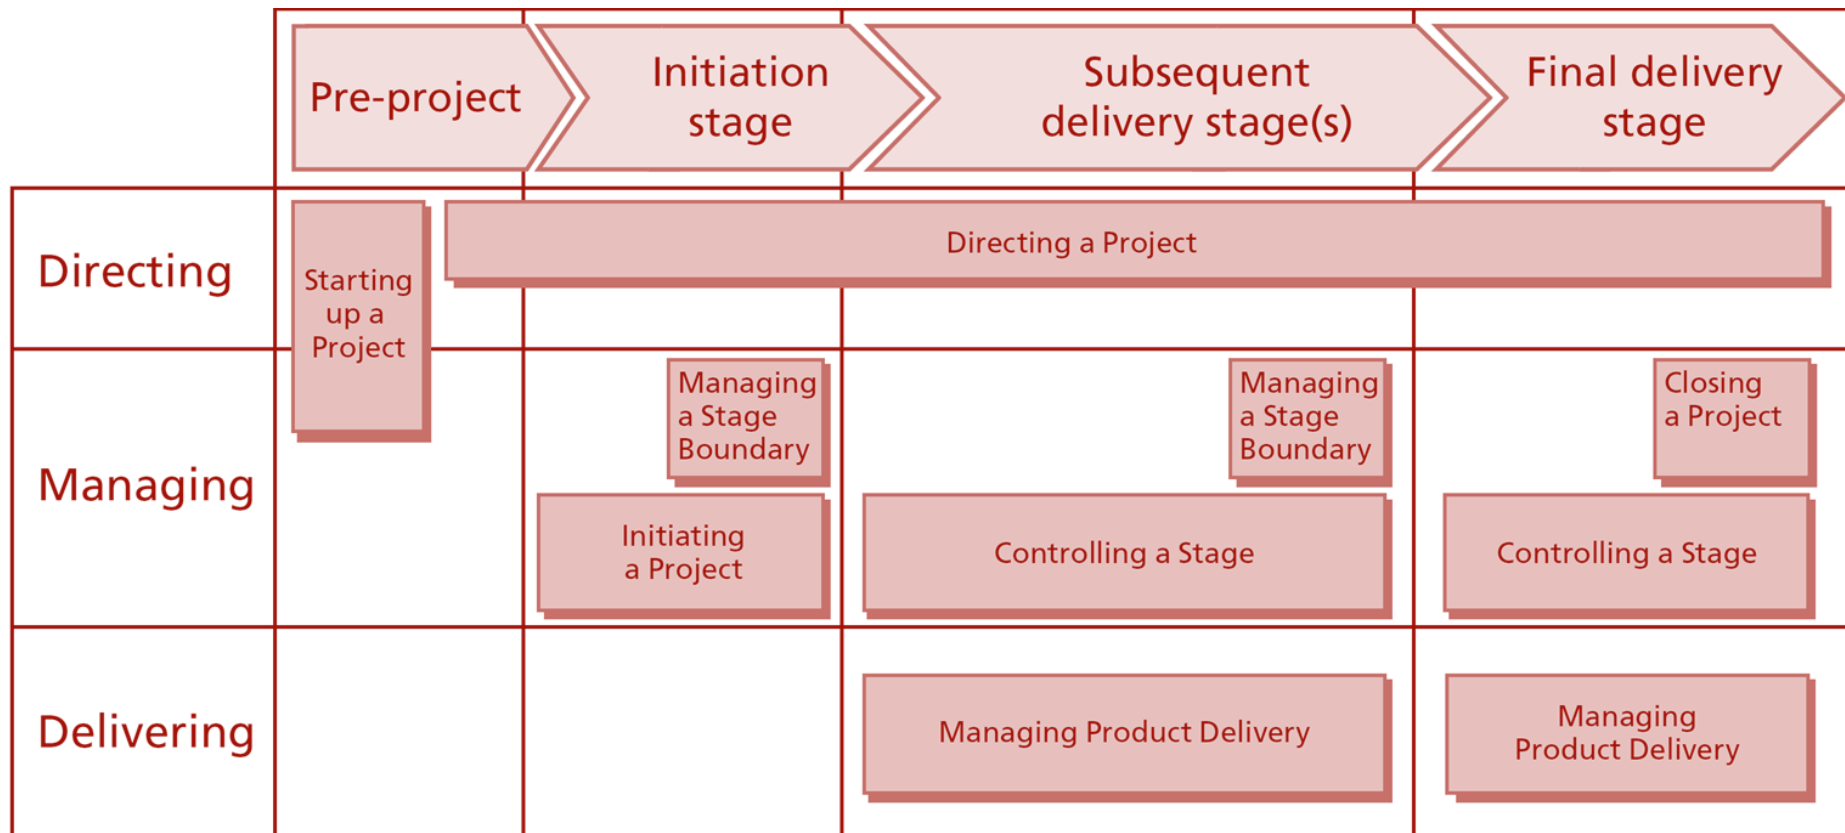 Pre-project
Initiation
stage
Subsequent
delivery stage(s)
Final delivery
stage
Directing
Starting
up a
Project
Directing a Project
Managing
Managing
a Stage
Boundary
Managing
a Stage
Boundary
Closing
a Project
Initiating
a Project
Controlling a Stage
Controlling a Stage
Delivering
Managing Product Delivery
Managing
Product Delivery